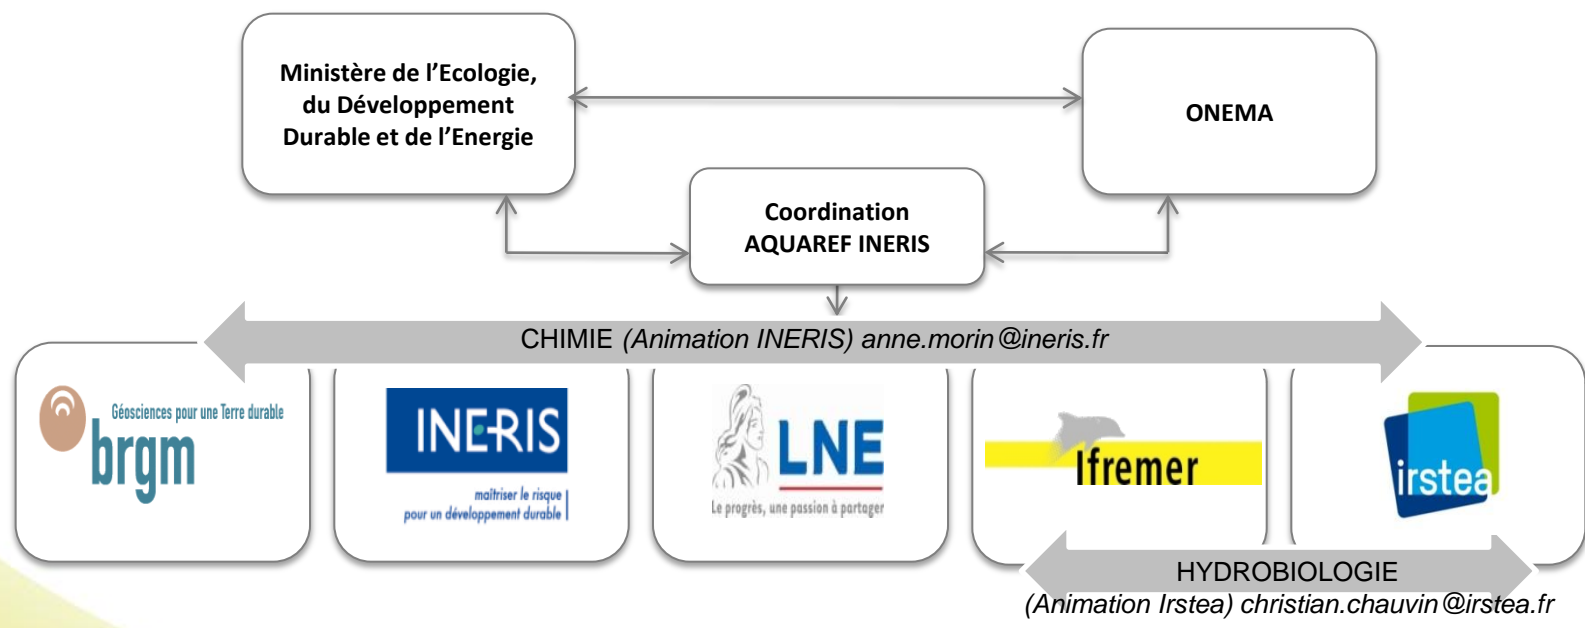 Ministère de l’Ecologie,
du Développement
Durable et de l’Energie
ONEMA
Coordination
AQUAREF INERIS
CHIMIE (Animation INERIS) anne.morin@ineris.fr
Géosciences pour une Terre durable
brgm
INERIS
maîtriser le risque
pour un développement durable
LNE
Le progrès, une passion à partager
Ifremer
irstea
HYDROBIOLOGIE
(Animation Irstea) christian.chauvin@irstea.fr